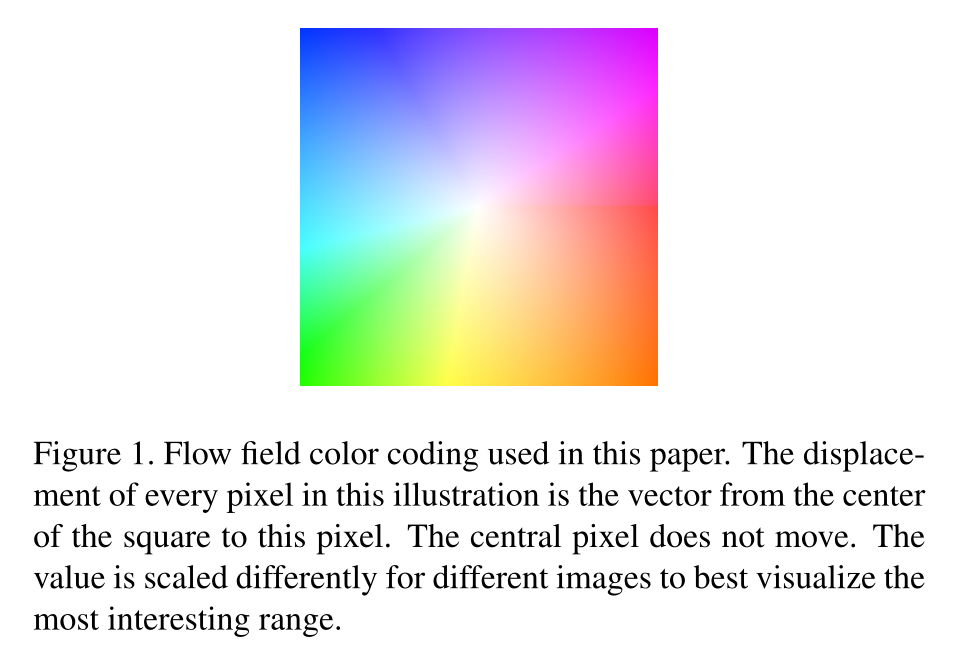 Figure 1. Flow field color coding used in this paper. The displace-
ment of every pixel in this illustration is the vector from the center
of the square to this pixel. The central pixel does not move. The
value is scaled differently for different images to best visualize the
most interesting range.